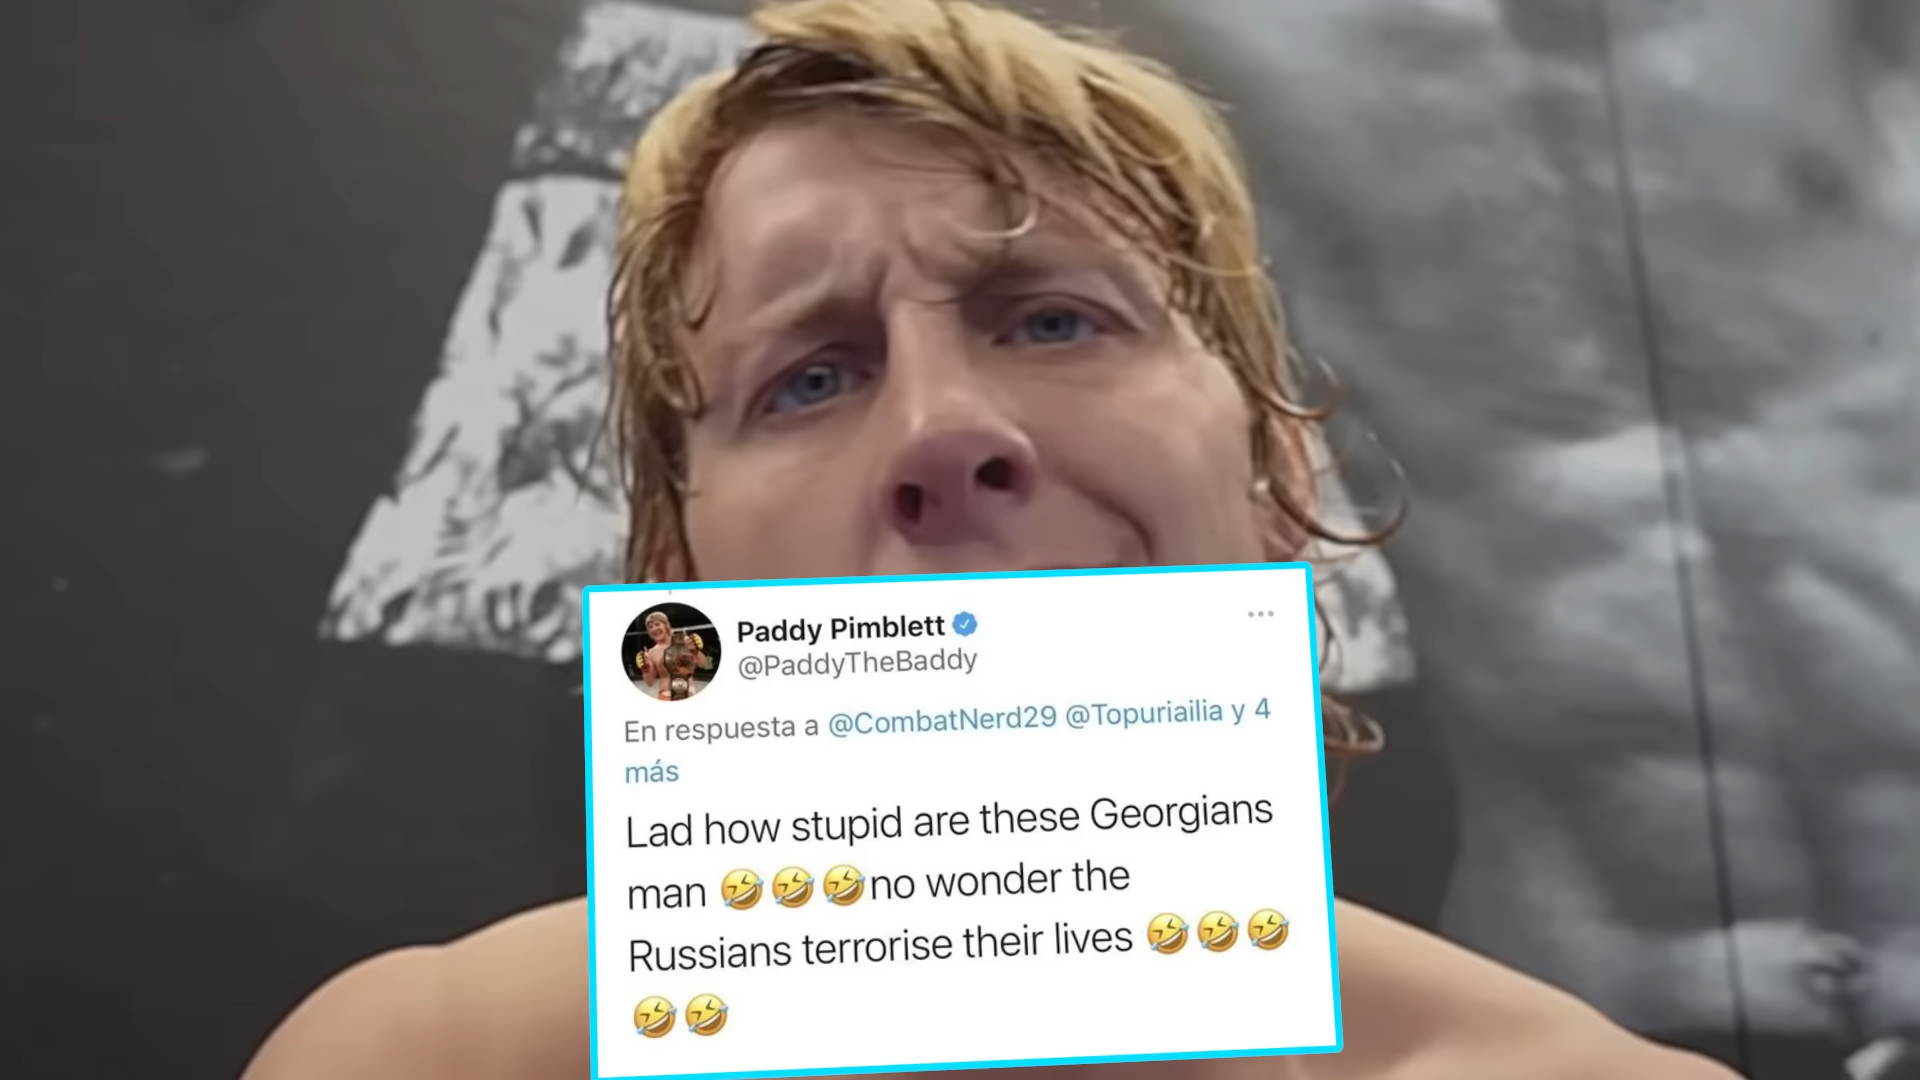 Paddy Pimblett
@PaddyTheBaddy
En respuesta a @CombatNerd29 @Topuriailia y 4
más
Lad how stupid are these Georgians
man 🤣🤣🤣no wonder the
Russians terrorise their lives 🤣🤣🤣
🤣🤣